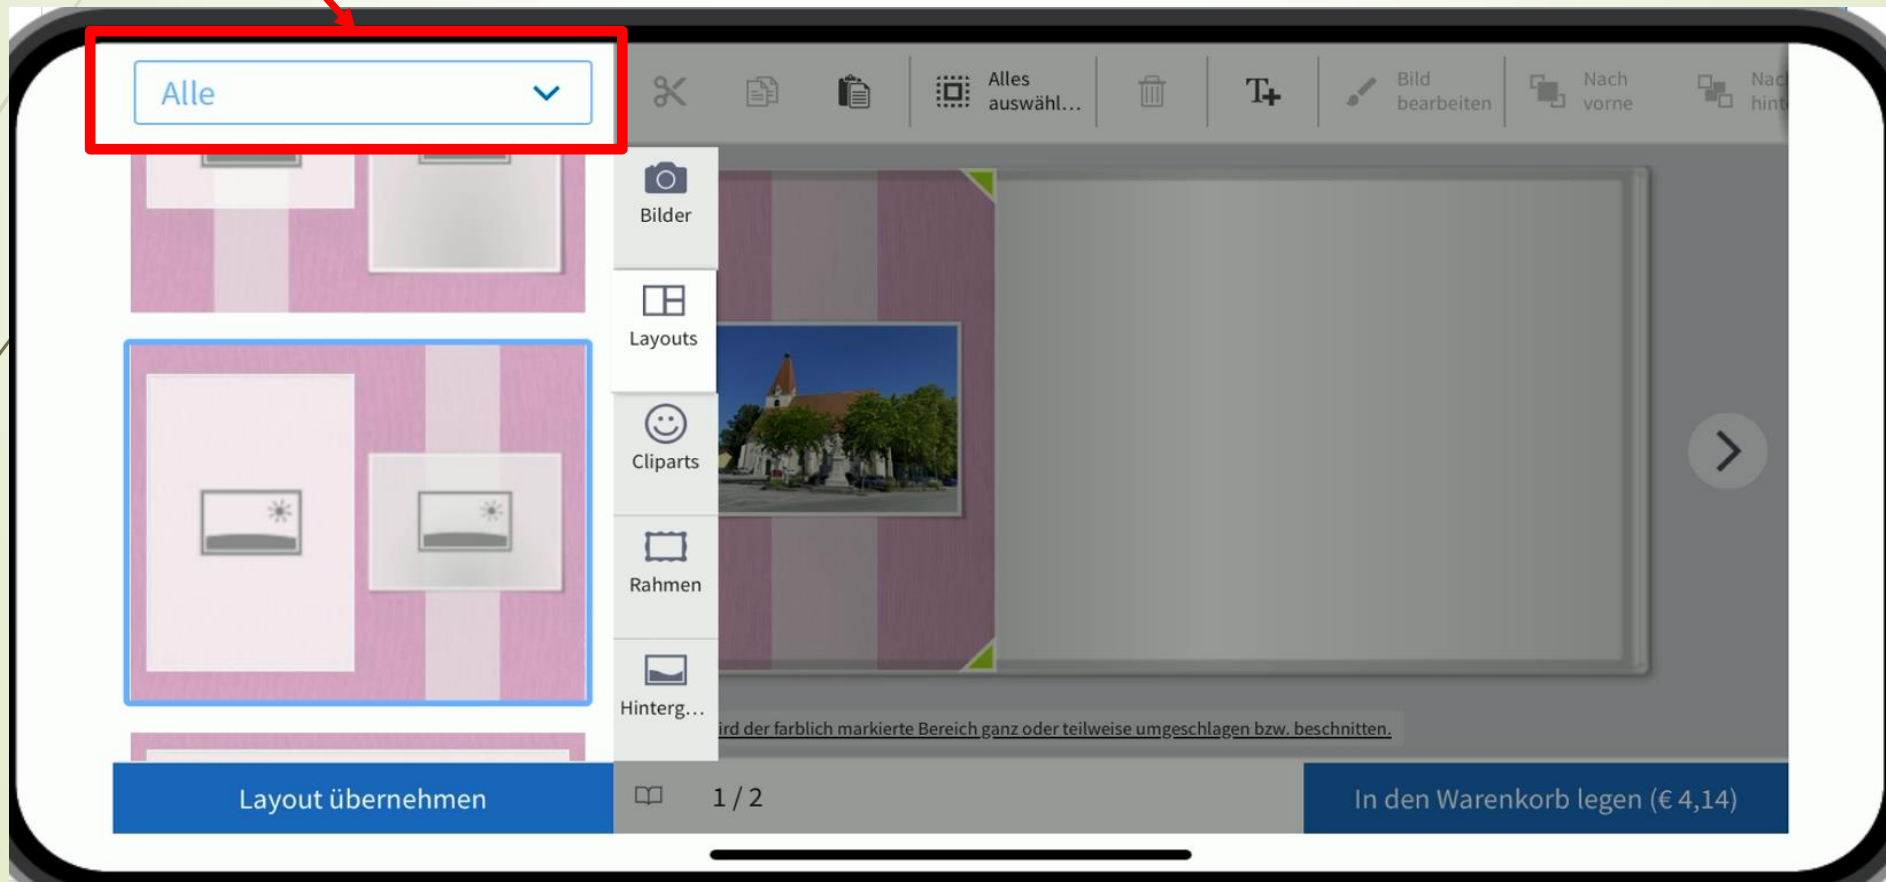 Alle
Alles
auswähl...
Bild
bearbeiten
Nach
vorne
Bilder
Layouts
Cliparts
Rahmen
Hinterg...
der farblich markierte Bereich ganz oder teilweise umgeschlagen bzw. beschnitten.
Layout übernehmen
1 / 2
In den Warenkorb legen (€ 4,14)